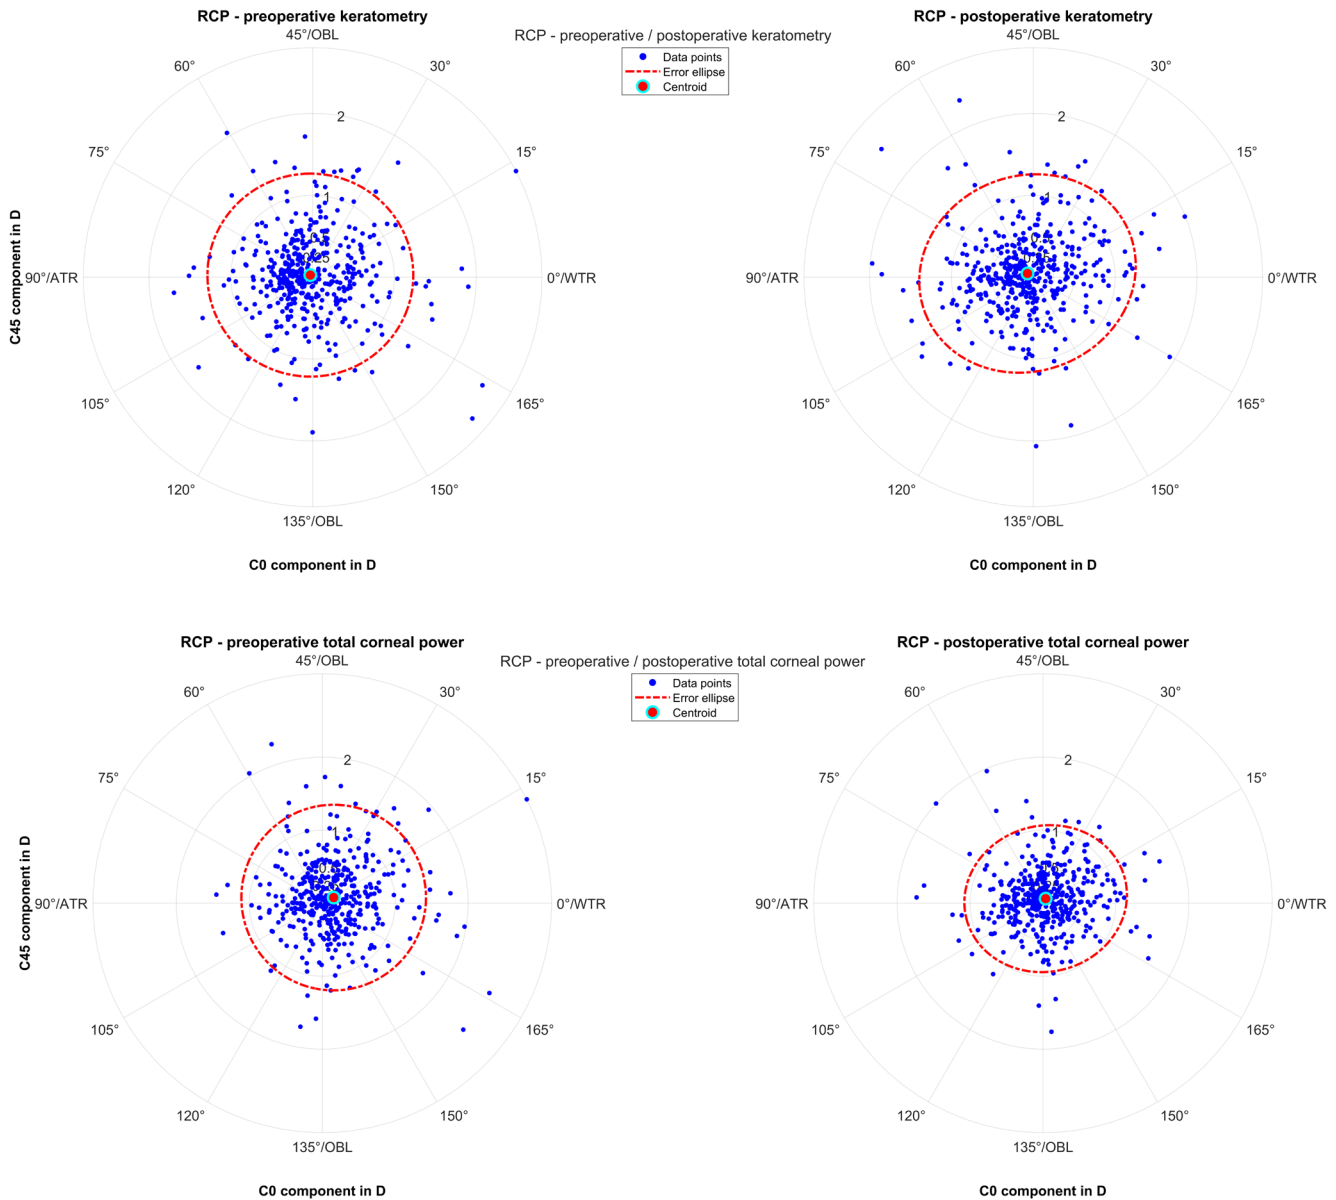 RCP - preoperative keratometry
45°/OBL
60°
30°
75°
15°
90°/ATR
0°/WTR
105°
165°
120°
150°
135°/OBL
2
1
0.25
C45 component in D
C0 component in D
RCP - preoperative / postoperative keratometry
Data points
Error ellipse
Centroid
RCP - postoperative keratometry
45°/OBL
60°
30°
75°
15°
90°/ATR
0°/WTR
105°
165°
120°
150°
135°/OBL
2
1
C0 component in D
RCP - preoperative total corneal power
45°/OBL
60°
30°
75°
15°
90°/ATR
0°/WTR
105°
165°
120°
150°
135°/OBL
2
1
C45 component in D
C0 component in D
RCP - preoperative / postoperative total corneal power
Data points
Error ellipse
Centroid
RCP - postoperative total corneal power
45°/OBL
60°
30°
75°
15°
90°/ATR
0°/WTR
105°
165°
120°
150°
135°/OBL
2
1
C0 component in D